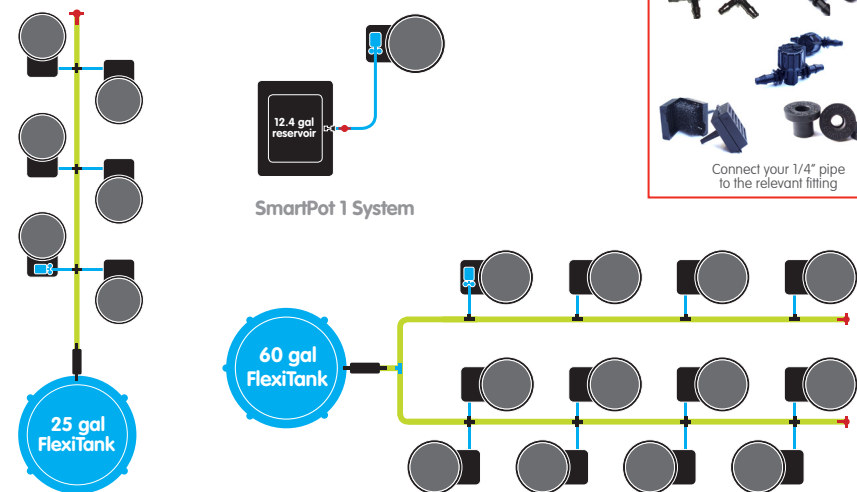 12.4 gal
reservoir
SmartPot 1 System
Connect your 1/4” pipe
to the relevant fitting
60 gal
FlexiTank
25 gal
FlexiTank